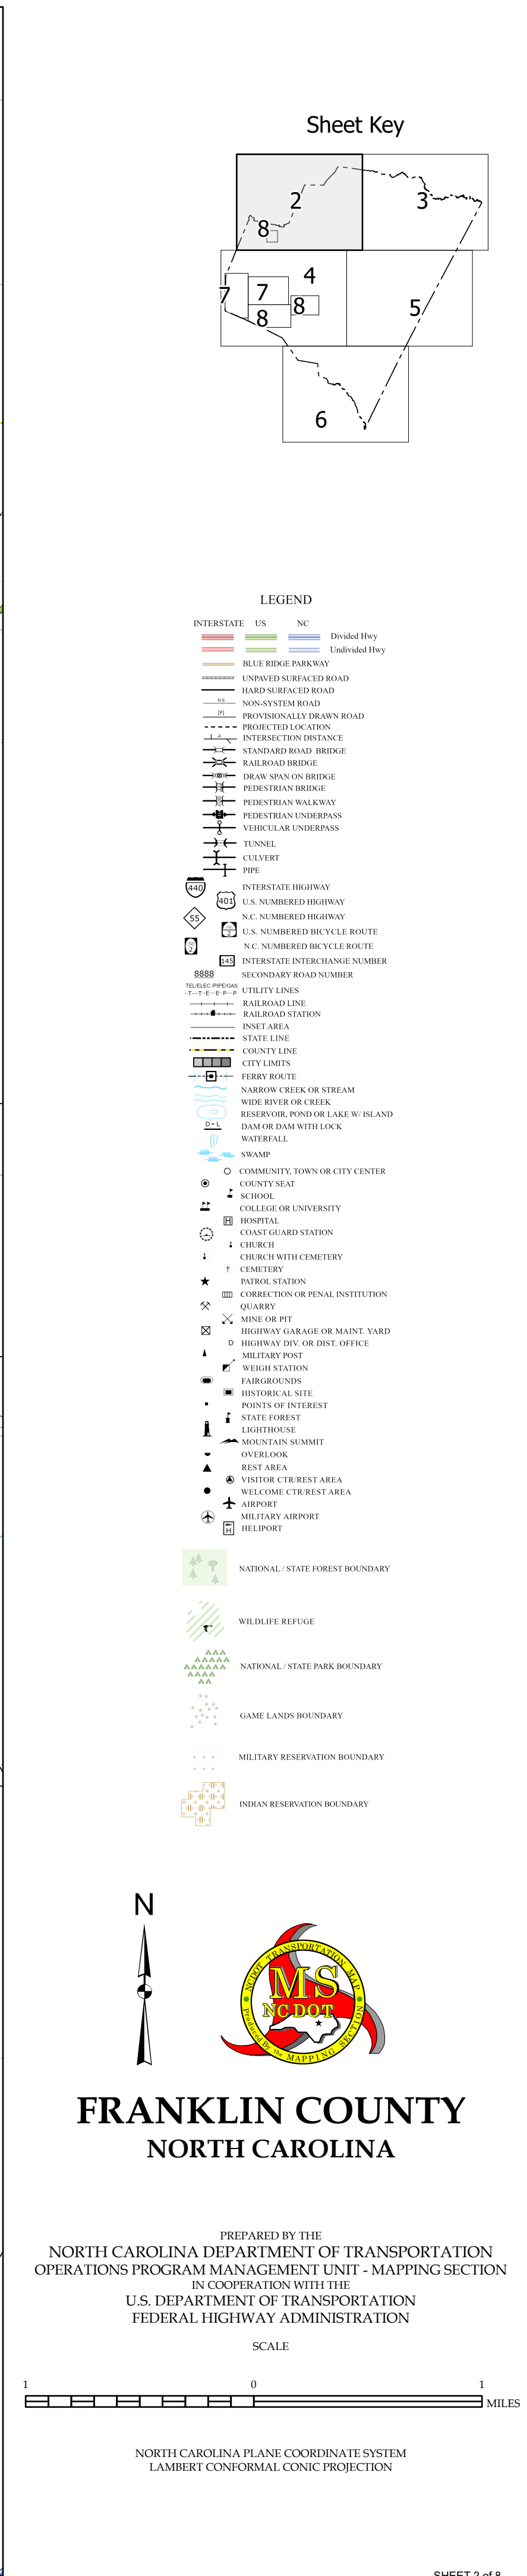 Sheet Key
2
3
8
4
7
7
8
8
5
6
LEGEND
INTERSTATE US NC
Divided Hwy
Undivided Hwy
BLUE RIDGE PARKWAY
UNPAVED SURFACED ROAD
HARD SURFACED ROAD
NS NON-SYSTEM ROAD
[P] PROVISIONALLY DRAWN ROAD
PROJECTED LOCATION
.4 INTERSECTION DISTANCE
STANDARD ROAD BRIDGE
RAILROAD BRIDGE
DRAW SPAN ON BRIDGE
PEDESTRIAN BRIDGE
PEDESTRIAN WALKWAY
PEDESTRIAN UNDERPASS
VEHICULAR UNDERPASS
TUNNEL
CULVERT
PIPE
440 INTERSTATE HIGHWAY
401 U.S. NUMBERED HIGHWAY
55 N.C. NUMBERED HIGHWAY
2 U.S. NUMBERED BICYCLE ROUTE
2 N.C. NUMBERED BICYCLE ROUTE
145 INTERSTATE INTERCHANGE NUMBER
8888 SECONDARY ROAD NUMBER
TEL/ELEC/PIPE/GAS
-T---T--E--E--P--P UTILITY LINES
RAILROAD LINE
RAILROAD STATION
INSET AREA
STATE LINE
COUNTY LINE
CITY LIMITS
FERRY ROUTE
NARROW CREEK OR STREAM
WIDE RIVER OR CREEK
RESERVOIR, POND OR LAKE W/ ISLAND
D-L DAM OR DAM WITH LOCK
WATERFALL
SWAMP
COMMUNITY, TOWN OR CITY CENTER
COUNTY SEAT
SCHOOL
COLLEGE OR UNIVERSITY
H HOSPITAL
COAST GUARD STATION
CHURCH
CHURCH WITH CEMETERY
CEMETERY
PATROL STATION
CORRECTION OR PENAL INSTITUTION
QUARRY
MINE OR PIT
HIGHWAY GARAGE OR MAINT. YARD
D HIGHWAY DIV. OR DIST. OFFICE
MILITARY POST
WEIGH STATION
FAIRGROUNDS
HISTORICAL SITE
POINTS OF INTEREST
STATE FOREST
LIGHTHOUSE
MOUNTAIN SUMMIT
OVERLOOK
REST AREA
VISITOR CTR/REST AREA
WELCOME CTR/REST AREA
AIRPORT
MILITARY AIRPORT
H HELIPORT
NATIONAL / STATE FOREST BOUNDARY
WILDLIFE REFUGE
NATIONAL / STATE PARK BOUNDARY
GAME LANDS BOUNDARY
MILITARY RESERVATION BOUNDARY
INDIAN RESERVATION BOUNDARY
N
NCDOT TRANSPORTATION MAP
MS
NCDOT
Produced By the MAPPING SECTION
FRANKLIN COUNTY
NORTH CAROLINA
PREPARED BY THE
NORTH CAROLINA DEPARTMENT OF TRANSPORTATION
OPERATIONS PROGRAM MANAGEMENT UNIT - MAPPING SECTION
IN COOPERATION WITH THE
U.S. DEPARTMENT OF TRANSPORTATION
FEDERAL HIGHWAY ADMINISTRATION
SCALE
1 0 1
MILES
NORTH CAROLINA PLANE COORDINATE SYSTEM
LAMBERT CONFORMAL CONIC PROJECTION
SHEET 2 of 8